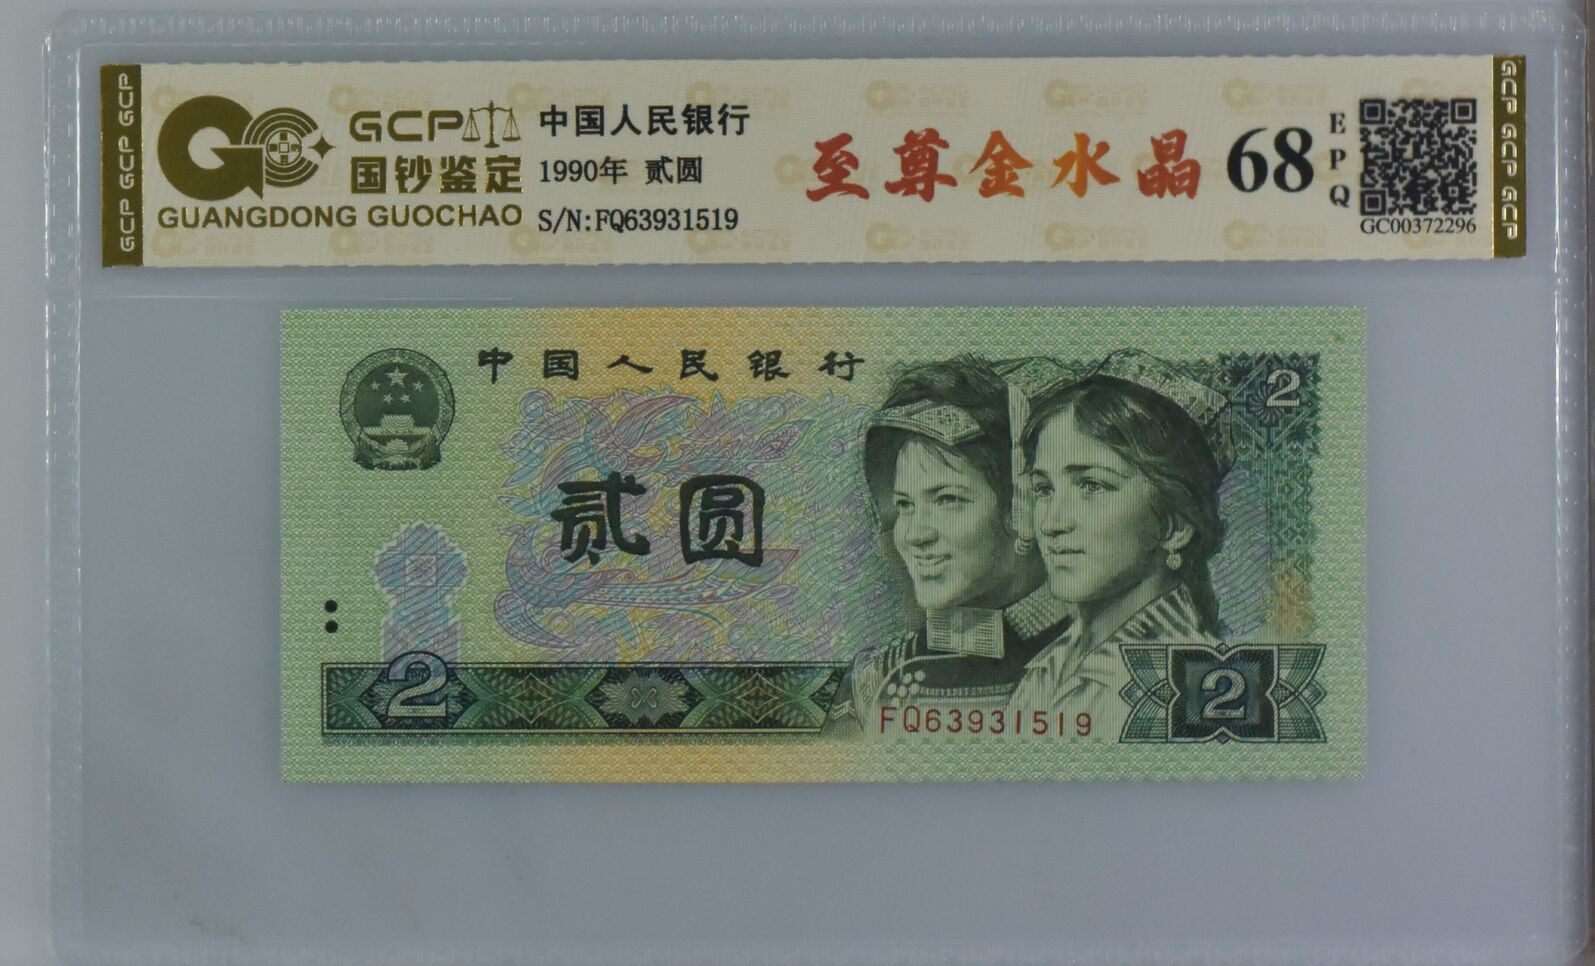 GCP GCP GCP
GCP
国钞鉴定
GUANGDONG GUOCHAO
中国人民银行
1990年 贰圆
S/N:FQ63931519
至尊金水晶
68
EPQ
GC00372296
GCP GCP GCP GCP
中国人民银行
2
贰圆
2
2
FQ63931519